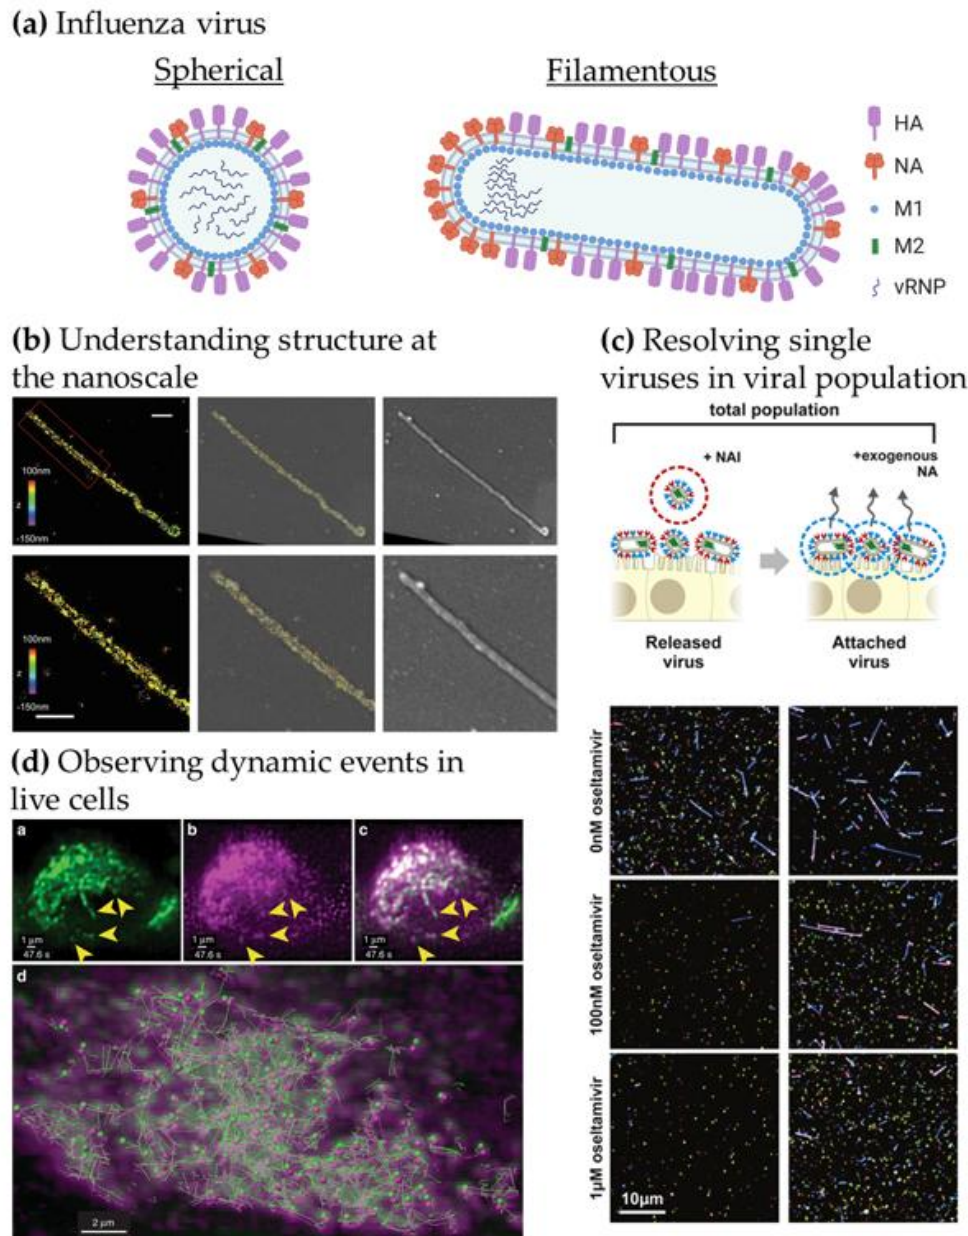 (a) Influenza virus
Spherical
Filamentous
HA
NA
M1
M2
vRNP
(b) Understanding structure at
the nanoscale
100nm
z
-150nm
100nm
z
-150nm
(c) Resolving single
viruses in viral population
total population
+ NAI
+exogenous
NA
Released
virus
Attached
virus
0nM oseltamivir
100nM oseltamivir
1μM oseltamivir
10μm
(d) Observing dynamic events in
live cells
a
1 μm
47.6 s
b
1 μm
47.6 s
c
1 μm
47.6 s
d
2 μm